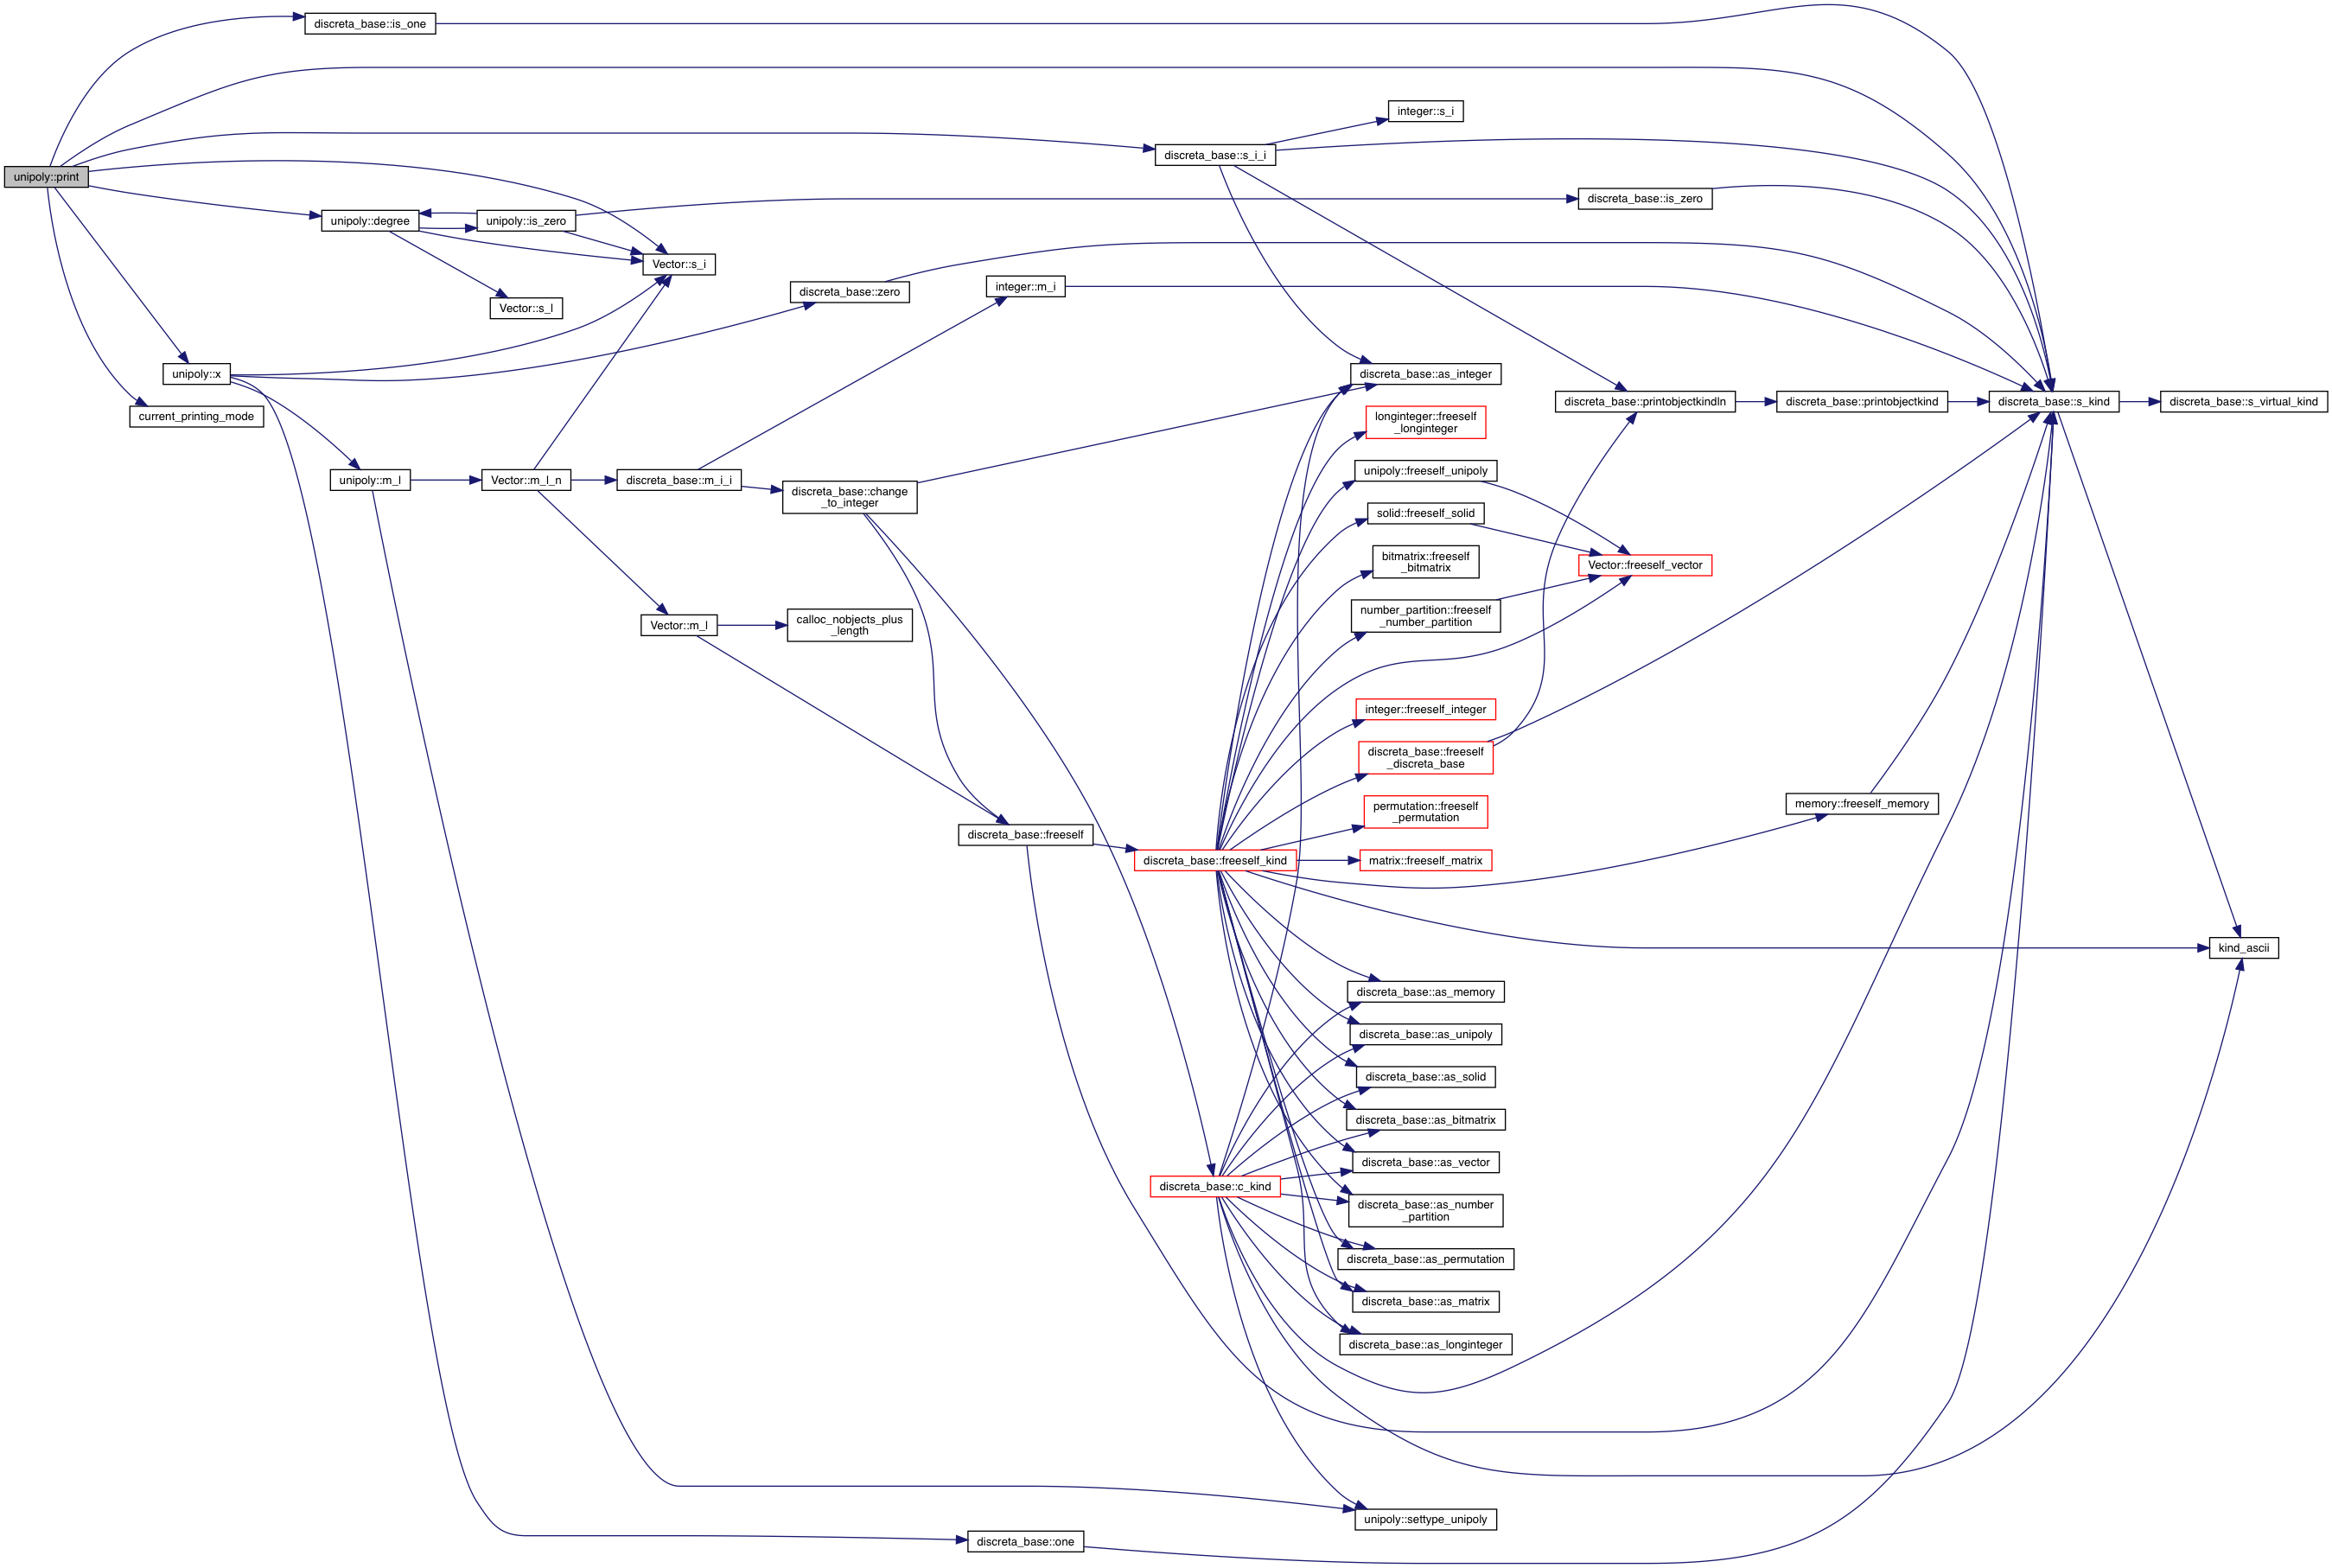 discreta_base::is_one
integer::s_i
discreta_base::s_i_i
unipoly::print
discreta_base::is_zero
unipoly::degree
unipoly::is_zero
Vector::s_i
discreta_base::zero
integer::m_i
Vector::s_l
unipoly::x
discreta_base::as_integer
current_printing_mode
discreta_base::printobjectkindln
discreta_base::printobjectkind
discreta_base::s_kind
discreta_base::s_virtual_kind
longinteger::freeself
_longinteger
unipoly::m_l
Vector::m_l_n
discreta_base::m_i_i
discreta_base::change
_to_integer
unipoly::freeself_unipoly
solid::freeself_solid
bitmatrix::freeself
_bitmatrix
Vector::freeself_vector
number_partition::freeself
_number_partition
Vector::m_l
calloc_nobjects_plus
_length
integer::freeself_integer
discreta_base::freeself
_discreta_base
permutation::freeself
_permutation
memory::freeself_memory
discreta_base::freeself
discreta_base::freeself_kind
matrix::freeself_matrix
kind_ascii
discreta_base::as_memory
discreta_base::as_unipoly
discreta_base::as_solid
discreta_base::as_bitmatrix
discreta_base::as_vector
discreta_base::c_kind
discreta_base::as_number
_partition
discreta_base::as_permutation
discreta_base::as_matrix
discreta_base::as_longinteger
unipoly::settype_unipoly
discreta_base::one